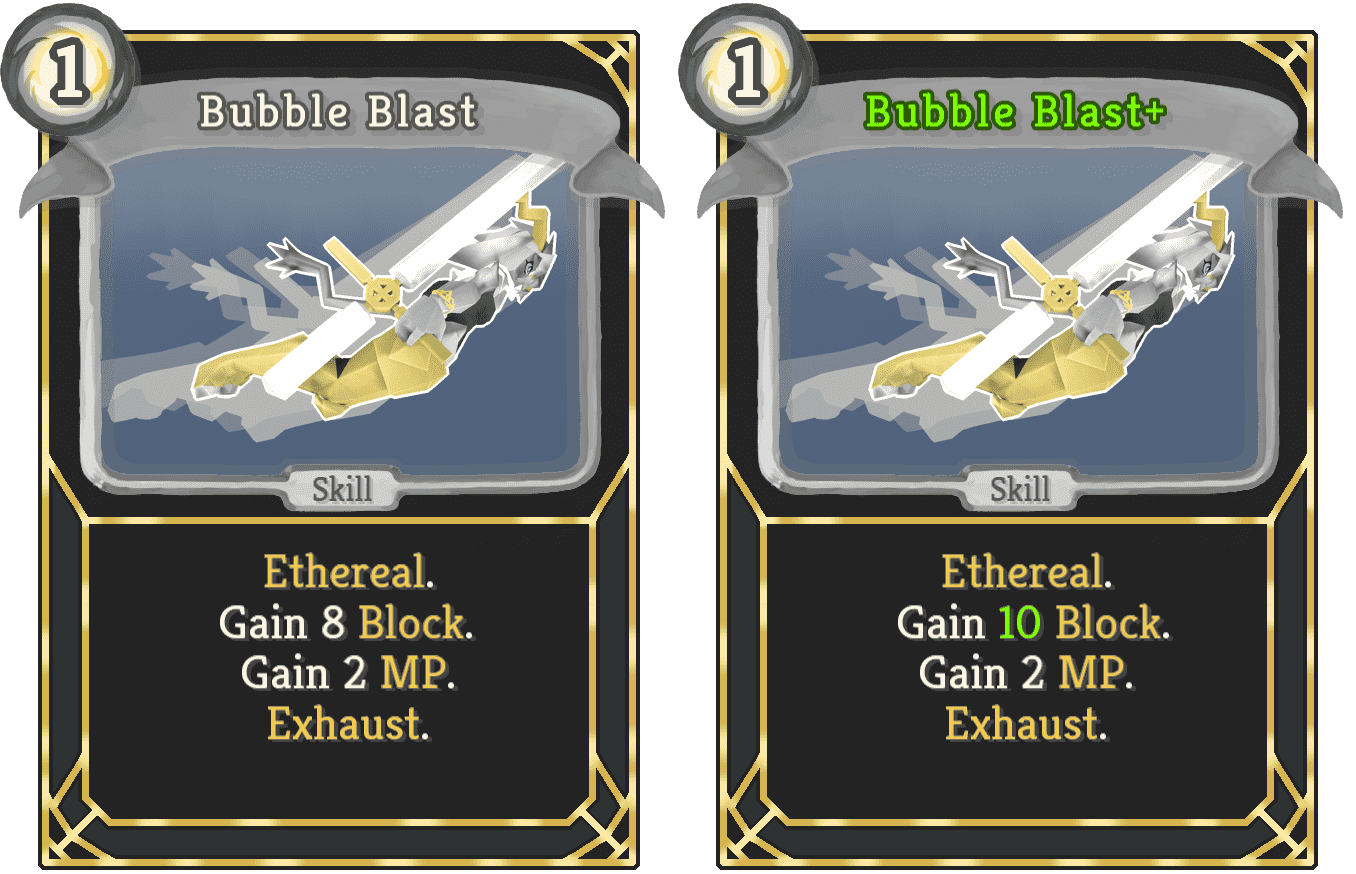 1
Bubble Blast
Skill
Ethereal.
Gain 8 Block.
Gain 2 MP.
Exhaust.
1
Bubble Blast+
Skill
Ethereal.
Gain 10 Block.
Gain 2 MP.
Exhaust.